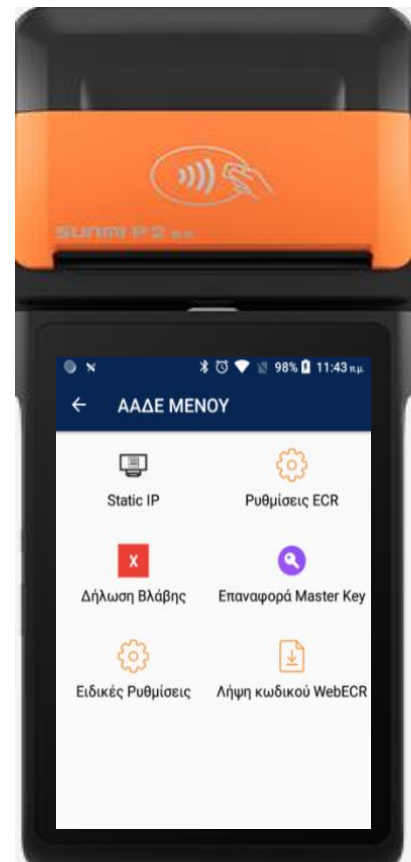 SUNMI P2
98% 11:43 π.μ.
ΑΑΔΕ ΜΕΝΟΥ
Static IP
Ρυθμίσεις ECR
X
Δήλωση Βλάβης
Επαναφορά Master Key
Ειδικές Ρυθμίσεις
Λήψη κωδικού WebECR